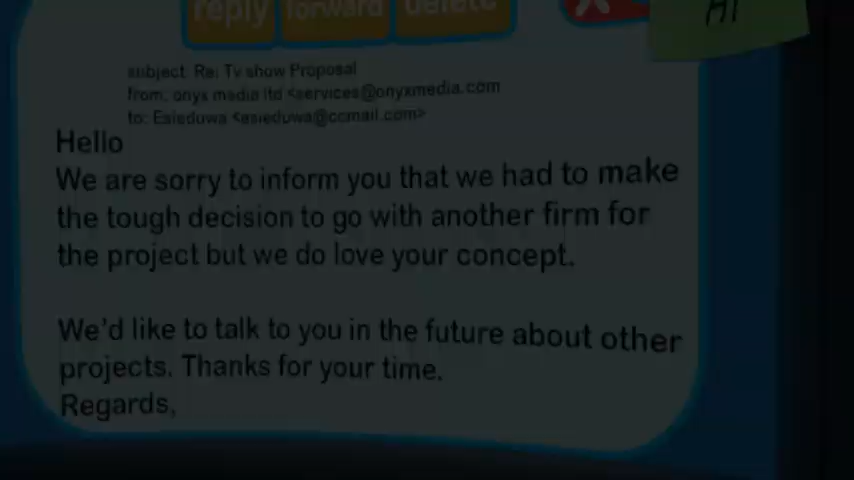 reply forward delete
HI
subject: Re: Tv show Proposal
from: onyx media ltd <services@onyxmedia.com
to: Esieduwa <esieduwa@ccmail.com>
Hello
We are sorry to inform you that we had to make
the tough decision to go with another firm for
the project but we do love your concept.
We'd like to talk to you in the future about other
projects. Thanks for your time.
Regards,